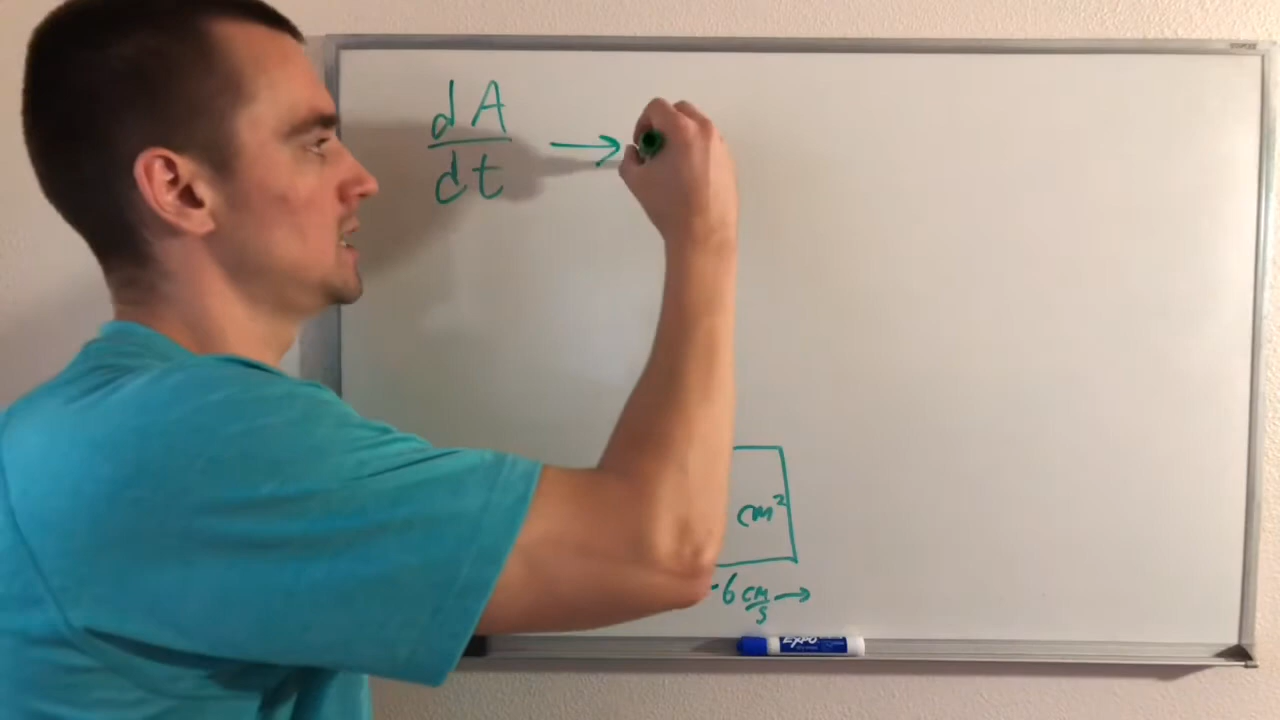 dA
dt →
cm²
6 cm/s →
EXPO